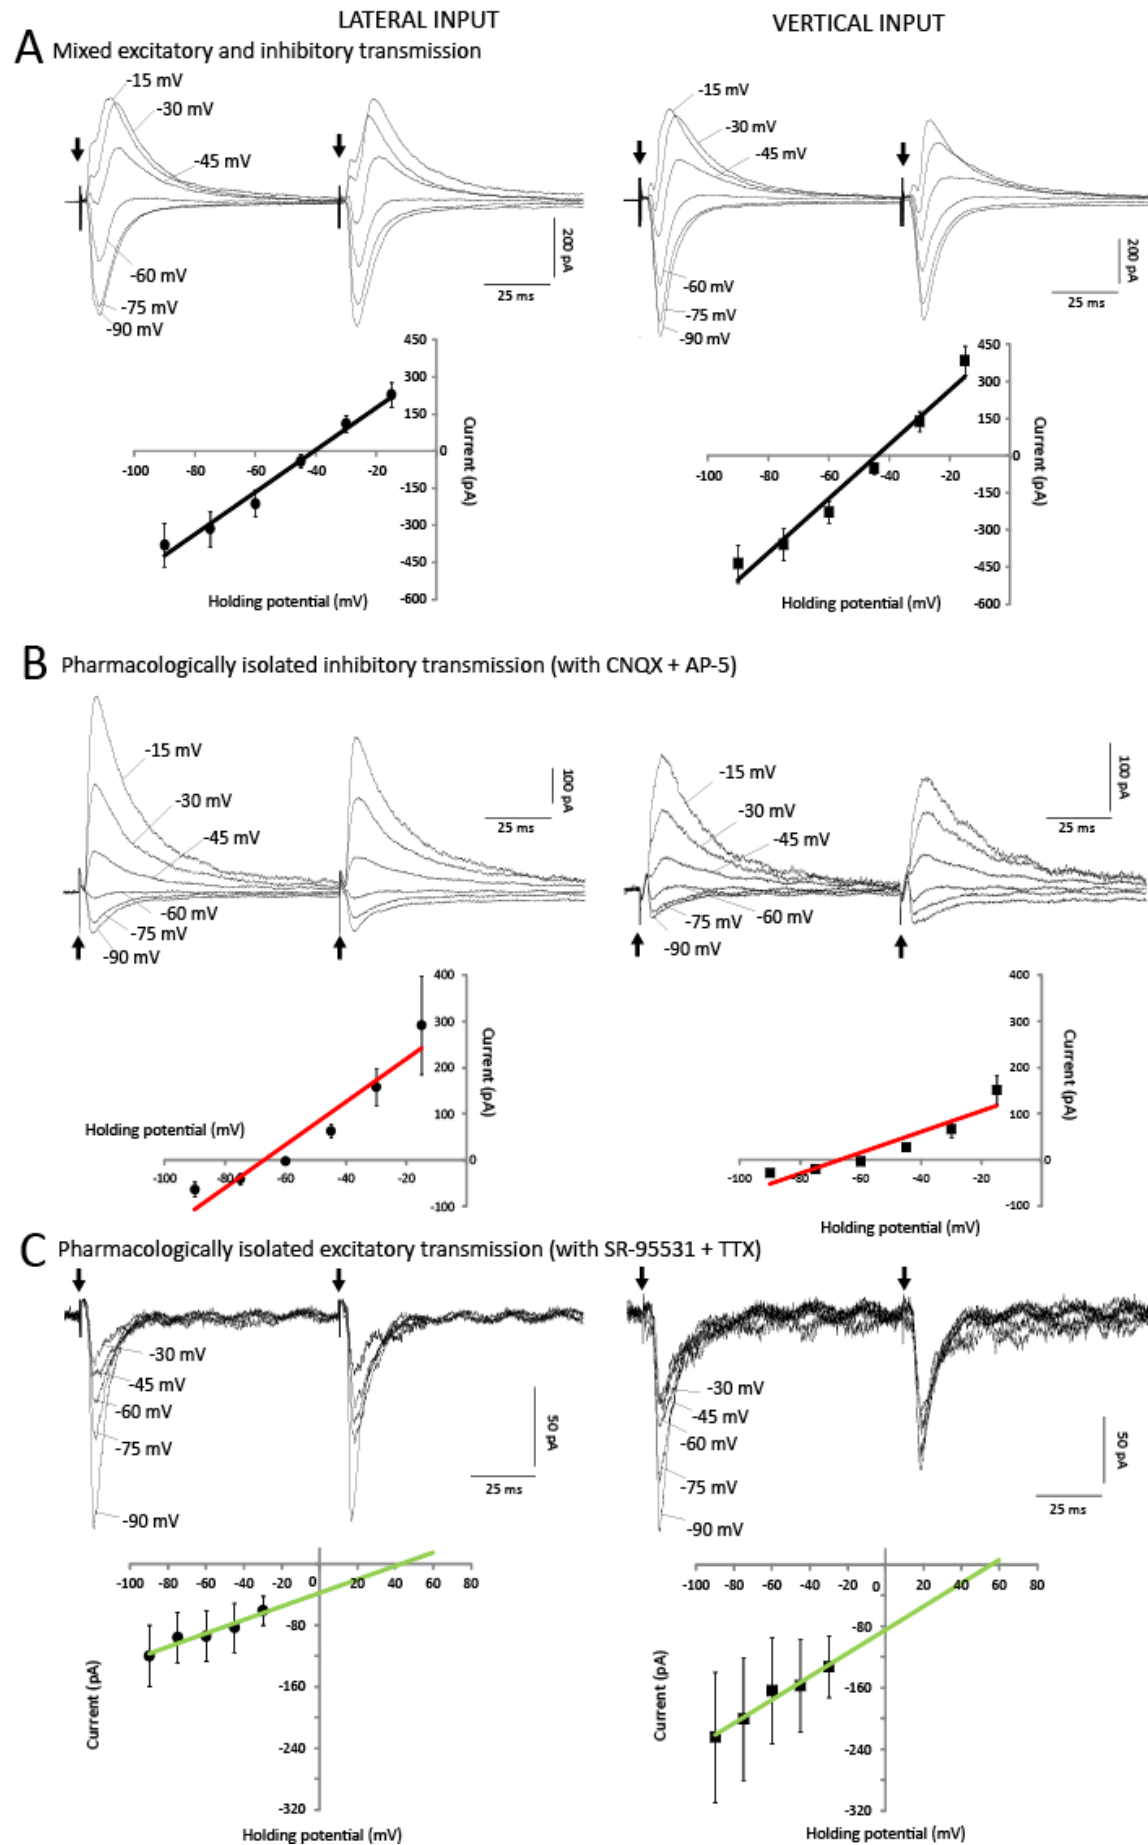 LATERAL INPUT
VERTICAL INPUT
A Mixed excitatory and inhibitory transmission
-15 mV
-30 mV
-45 mV
-60 mV
-75 mV
-90 mV
200 pA
25 ms
-15 mV
-30 mV
-45 mV
-60 mV
-75 mV
-90 mV
200 pA
25 ms
450
300
150
0
-150
-300
-450
-600
-100 -80 -60 -40 -20
Current (pA)
Holding potential (mV)
450
300
150
0
-150
-300
-450
-600
-100 -80 -60 -40 -20
Current (pA)
Holding potential (mV)
B Pharmacologically isolated inhibitory transmission (with CNQX + AP-5)
-15 mV
-30 mV
-45 mV
-60 mV
-75 mV
-90 mV
100 pA
25 ms
-15 mV
-30 mV
-45 mV
-60 mV
-75 mV
-90 mV
100 pA
25 ms
400
300
200
100
0
-100
-100 -80 -60 -40 -20
Current (pA)
Holding potential (mV)
400
300
200
100
0
-100
-100 -80 -60 -40 -20
Current (pA)
Holding potential (mV)
C Pharmacologically isolated excitatory transmission (with SR-95531 + TTX)
-30 mV
-45 mV
-60 mV
-75 mV
-90 mV
50 pA
25 ms
-30 mV
-45 mV
-60 mV
-75 mV
-90 mV
50 pA
25 ms
-100 -80 -60 -40 -20 0 20 40 60 80
-80
-160
-240
-320
Current (pA)
Holding potential (mV)
-100 -80 -60 -40 -20 0 20 40 60 80
-80
-160
-240
-320
Current (pA)
Holding potential (mV)